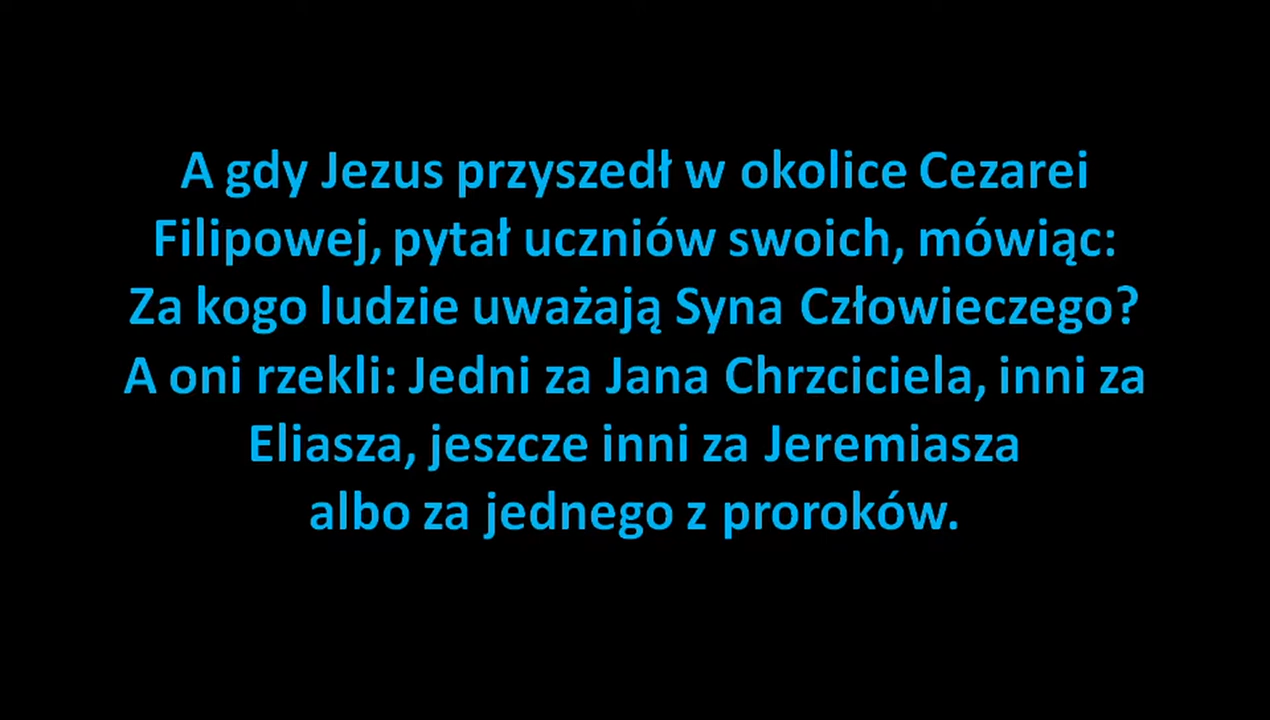 A gdy Jezus przyszedł w okolice Cezarei
Filipowej, pytał uczniów swoich, mówiąc:
Za kogo ludzie uważają Syna Człowieczego?
A oni rzekli: Jedni za Jana Chrzciciela, inni za
Eliasza, jeszcze inni za Jeremiasza
albo za jednego z proroków.